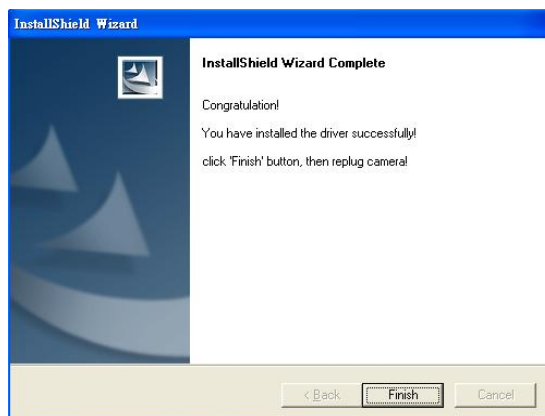 InstallShield Wizard
InstallShield Wizard Complete
Congratulation!
You have installed the driver successfully!
click 'Finish' button, then replug camera!
< Back
Finish
Cancel